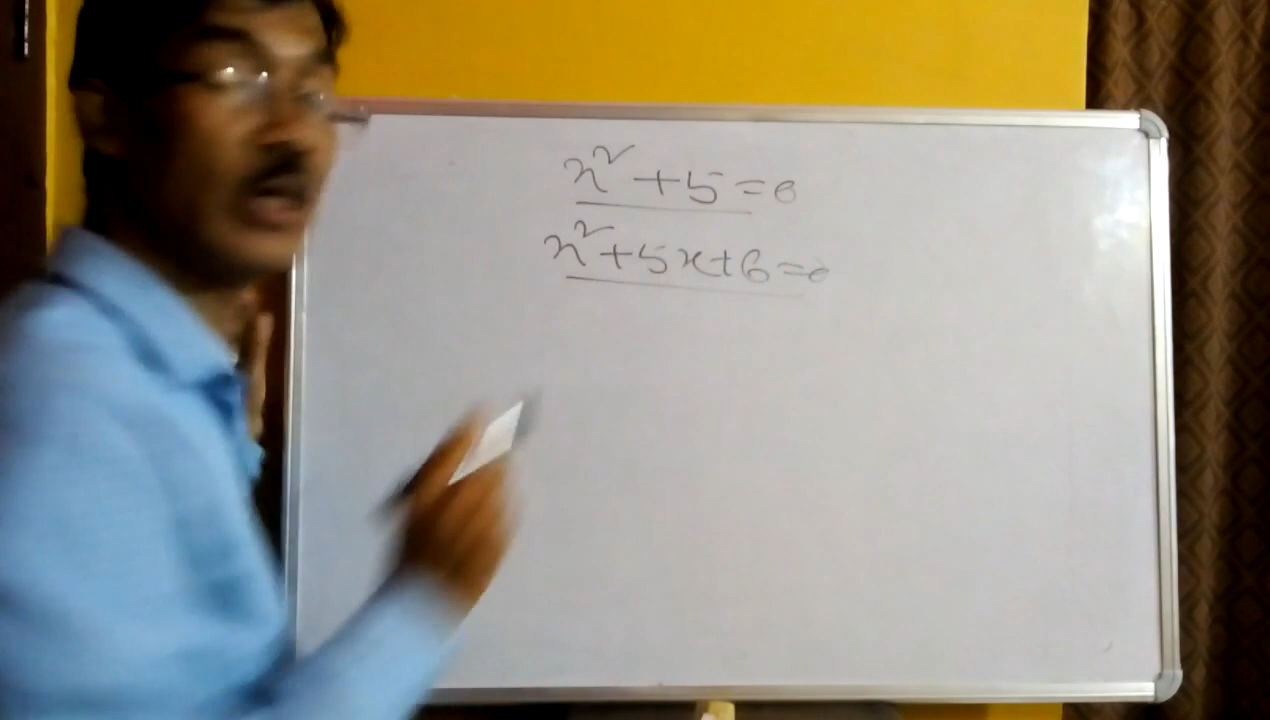 x² + 5 = 0
x² + 5x + 6 = 0